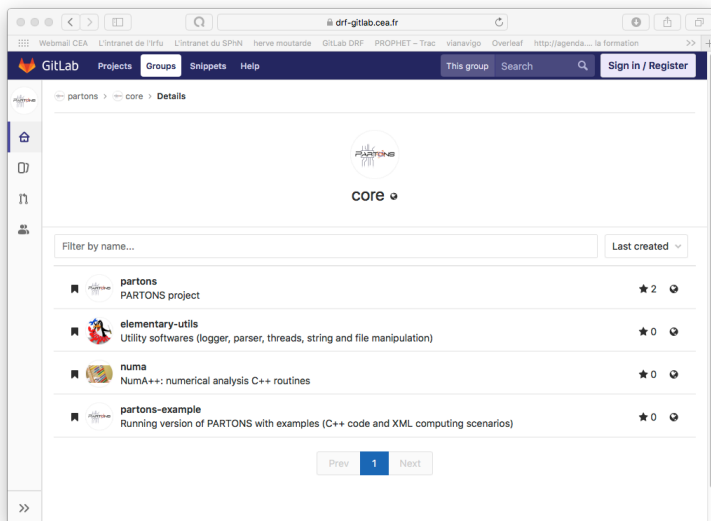 drf-gitlab.cea.fr
Webmail CEA L'intranet de l'Irfu L'intranet du SPhN herve moutarde GitLab DRF PROPHET – Trac vianavigo Overleaf http://agenda.... la formation >>
GitLab Projects Groups Snippets Help This group Search Sign in / Register
partons > core > Details
PARTONS
core
Filter by name... Last created
partons
PARTONS project
2
elementary-utils
Utility softwares (logger, parser, threads, string and file manipulation)
0
numa
NumA++: numerical analysis C++ routines
0
partons-example
Running version of PARTONS with examples (C++ code and XML computing scenarios)
0
Prev 1 Next